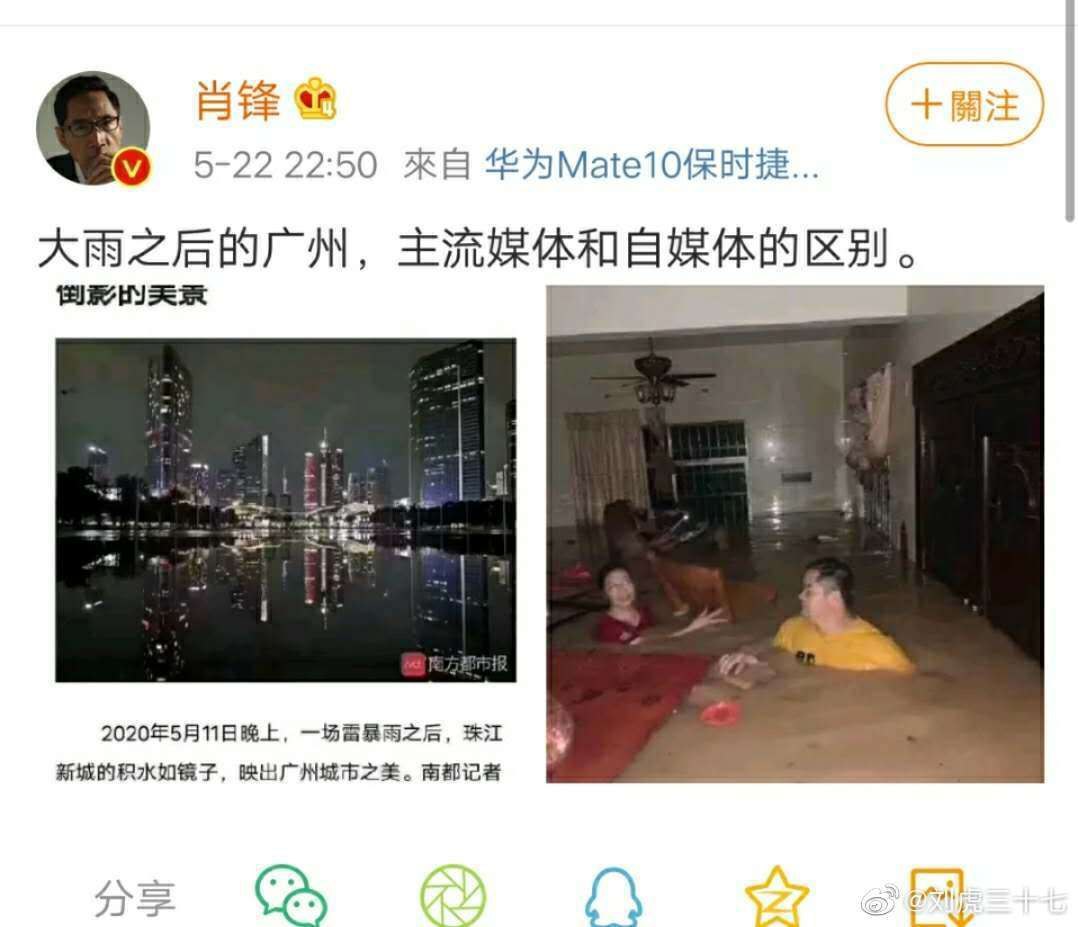 肖锋
+關注
5-22 22:50 來自 华为Mate10保时捷...
大雨之后的广州，主流媒体和自媒体的区别。
倒影的美景
南方都市报
2020年5月11日晚上，一场雷暴雨之后，珠江
新城的积水如镜子，映出广州城市之美。南都记者
分享
@刘虎三十七